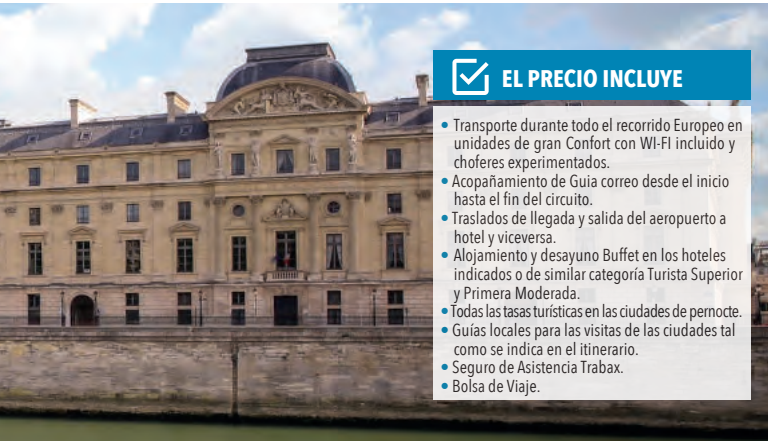 EL PRECIO INCLUYE
• Transporte durante todo el recorrido Europeo en
unidades de gran Confort con WI-FI incluido y
choferes experimentados.
• Acopañamiento de Guia correo desde el inicio
hasta el fin del circuito.
• Traslados de llegada y salida del aeropuerto a
hotel y viceversa.
• Alojamiento y desayuno Buffet en los hoteles
indicados o de similar categoría Turista Superior
y Primera Moderada.
• Todas las tasas turísticas en las ciudades de pernocte.
• Guías locales para las visitas de las ciudades tal
como se indica en el itinerario.
• Seguro de Asistencia Trabax.
• Bolsa de Viaje.